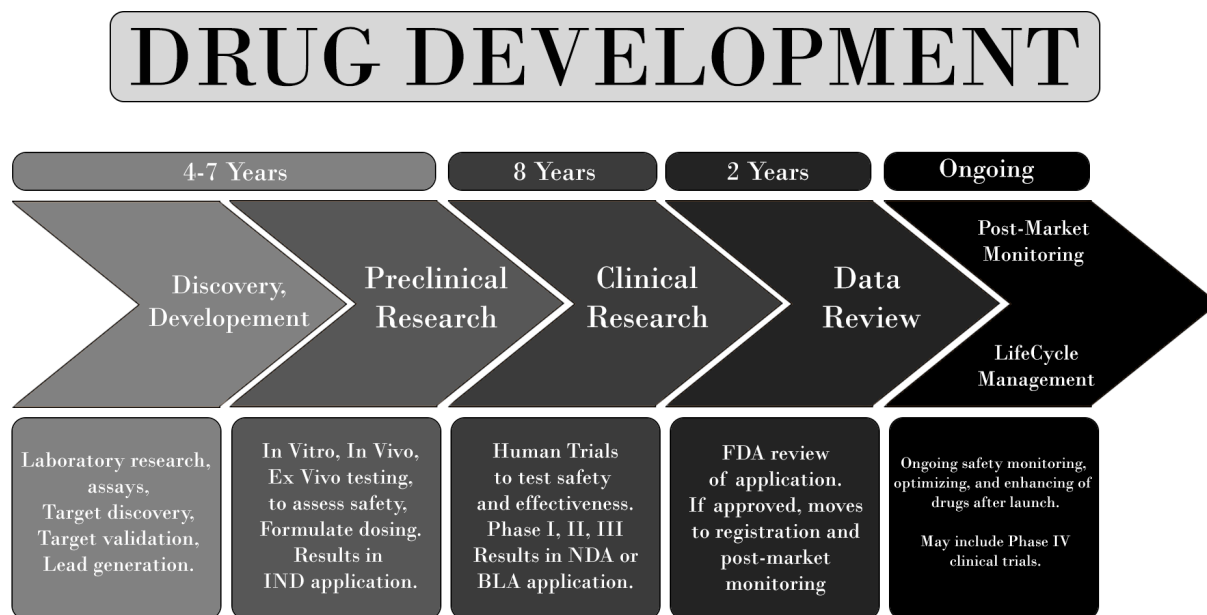 DRUG DEVELOPMENT
4-7 Years
8 Years
2 Years
Ongoing
Discovery,
Developement
Preclinical
Research
Clinical
Research
Data
Review
Post-Market
Monitoring
LifeCycle
Management
Laboratory research,
assays,
Target discovery,
Target validation,
Lead generation.
In Vitro, In Vivo,
Ex Vivo testing,
to assess safety,
Formulate dosing.
Results in
IND application.
Human Trials
to test safety
and effectiveness.
Phase I, II, III
Results in NDA or
BLA application.
FDA review
of application.
If approved, moves
to registration and
post-market
monitoring
Ongoing safety monitoring,
optimizing, and enhancing of
drugs after launch.
May include Phase IV
clinical trials.